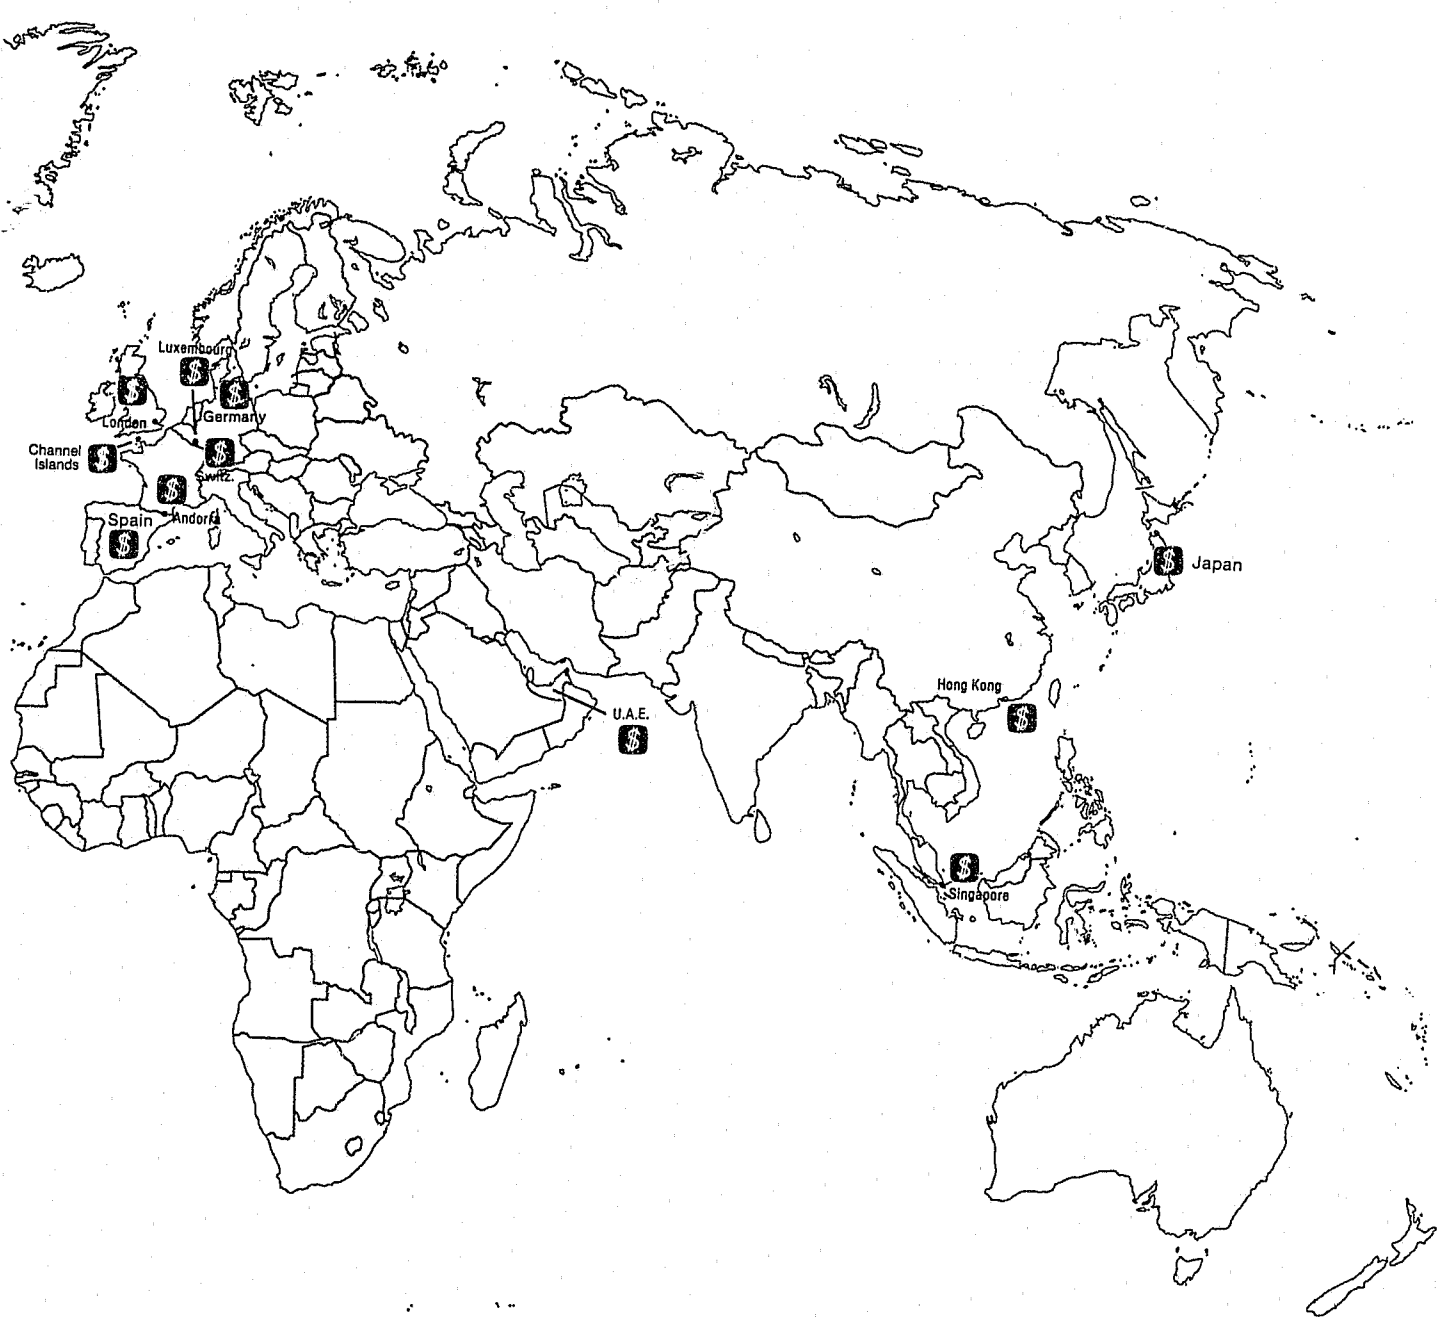 Luxembourg
$
$
$
Germany
London
Channel
Islands
$
$
Switz.
$
Spain
Andorra
$
$
Japan
Hong Kong
$
U.A.E.
$
$
Singapore